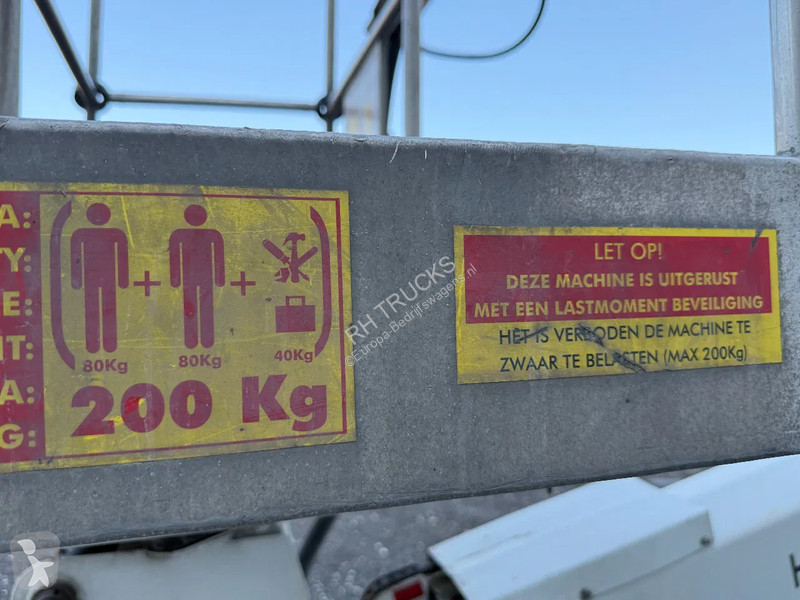 A:
Y:
E:
T:
A:
G:
80Kg
+
80Kg
+
40Kg
200 Kg
LET OP!
DEZE MACHINE IS UITGERUST
MET EEN LASTMOMENT BEVEILIGING
HET IS VERBODEN DE MACHINE TE
ZWAAR TE BELASTEN (MAX 200Kg)
RH TRUCKS
©Europa-Bedrijfswagens.nl
H